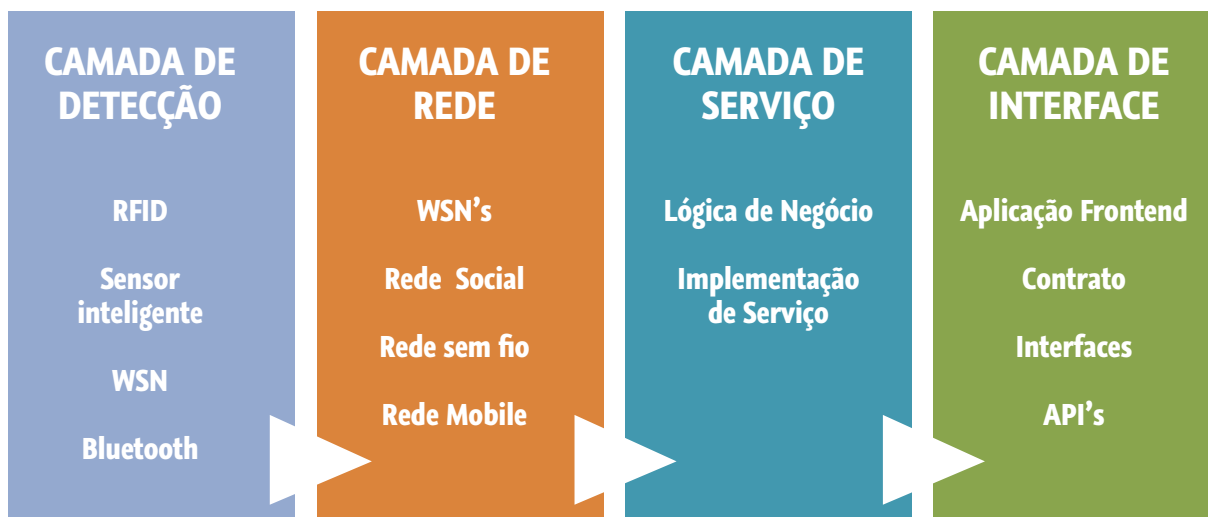 CAMADA DE
DETECÇÃO
RFID
Sensor
inteligente
WSN
Bluetooth
CAMADA DE
REDE
WSN’s
Rede Social
Rede sem fio
Rede Mobile
CAMADA DE
SERVIÇO
Lógica de Negócio
Implementação
de Serviço
CAMADA DE
INTERFACE
Aplicação Frontend
Contrato
Interfaces
API’s